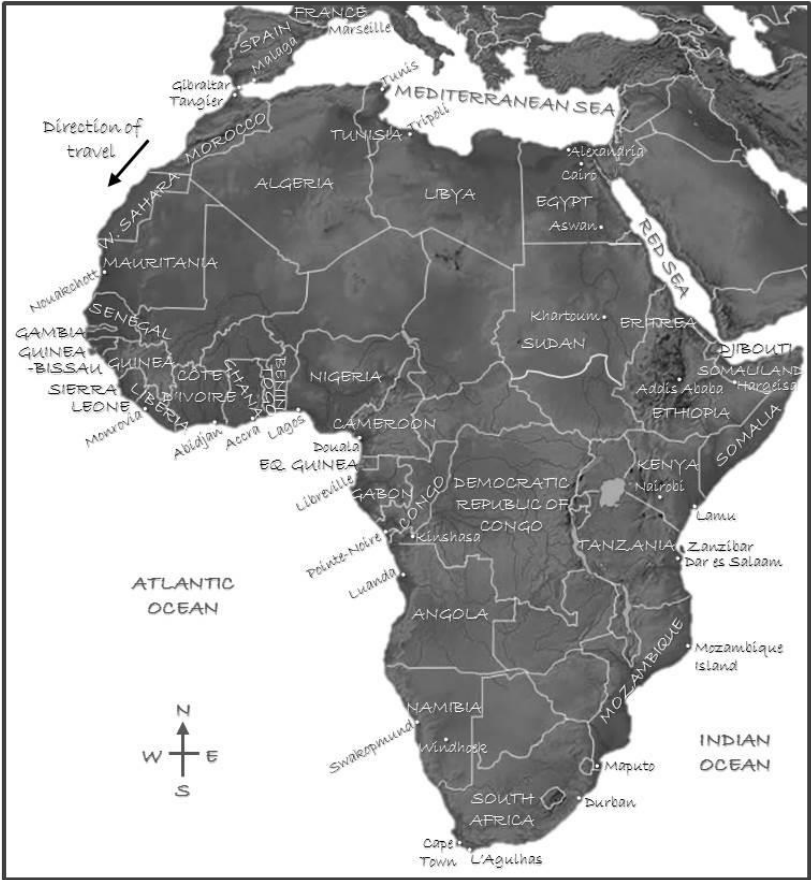 FRANCE
Marseille
SPAIN
Malaga
Gibraltar
Tangier
Tunis
MEDITERRANEAN SEA
Direction of
travel
MOROCCO
TUNISIA
Tripoli
Alexandria
Cairo
ALGERIA
LIBYA
EGYPT
Aswan
W. SAHARA
RED SEA
MAURITANIA
Nouakchott
SENEGAL
GAMBIA
GUINEA
-BISSAU
GUINEA
SIERRA
LEONE
LIBERIA
Monrovia
CÔTE
D'IVOIRE
Abidjan
GHANA
Accra
TOGO
BENIN
Lagos
NIGERIA
Khartoum
SUDAN
ERITREA
DJIBOUTI
SOMALILAND
Hargeisa
Addis Ababa
ETHIOPIA
SOMALIA
CAMEROON
Douala
EQ GUINEA
Libreville
GABON
CONGO
DEMOCRATIC
REPUBLIC OF
CONGO
KENYA
Nairobi
Lamu
Pointe-Noire
Kinshasa
TANZANIA
Zanzibar
Dar es Salaam
Luanda
ATLANTIC
OCEAN
ANGOLA
MOZAMBIQUE
Mozambique
Island
N
W E
S
NAMIBIA
Swakopmund
Windhoek
INDIAN
OCEAN
Maputo
SOUTH
AFRICA
Durban
Cape
Town
L'Agulhas